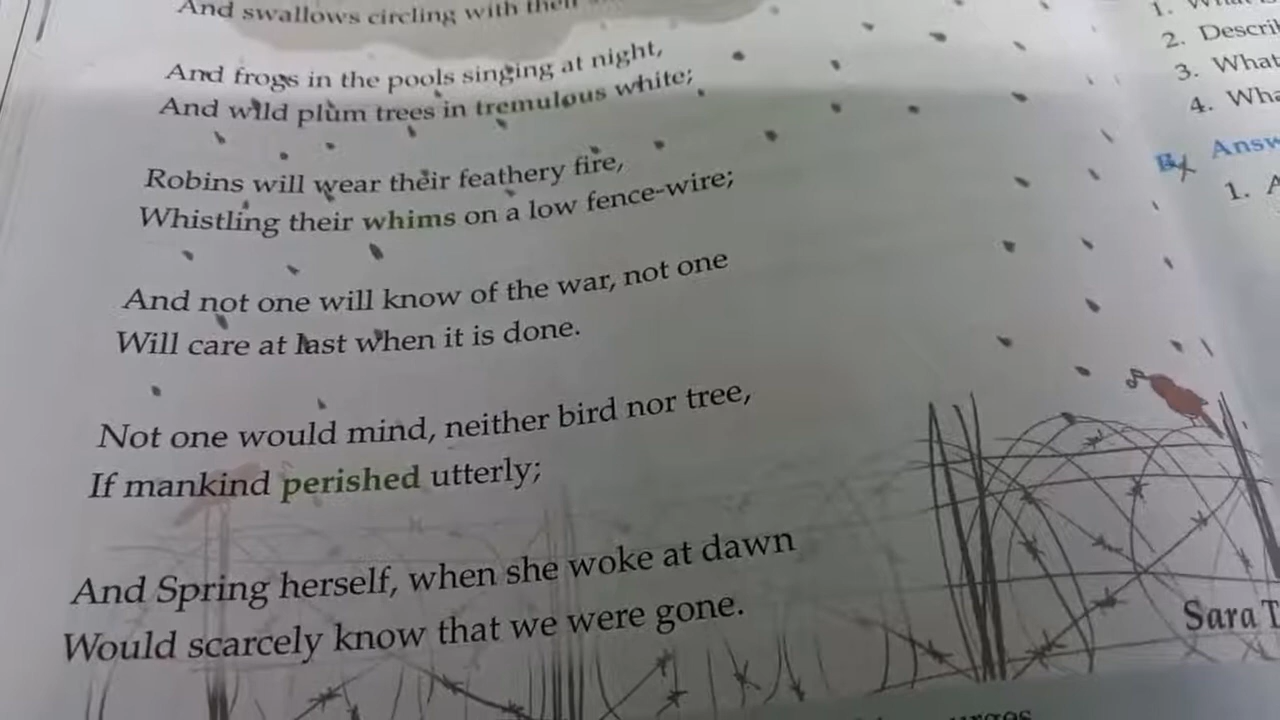 And swallows circling with their
And frogs in the pools singing at night,
And wild plum trees in tremulous white;
Robins will wear their feathery fire,
Whistling their whims on a low fence-wire;
And not one will know of the war, not one
Will care at last when it is done.
Not one would mind, neither bird nor tree,
If mankind perished utterly;
And Spring herself, when she woke at dawn
Would scarcely know that we were gone.
Sara T
1.
2. Descri
3. What
4. Wha
Answ
1. A